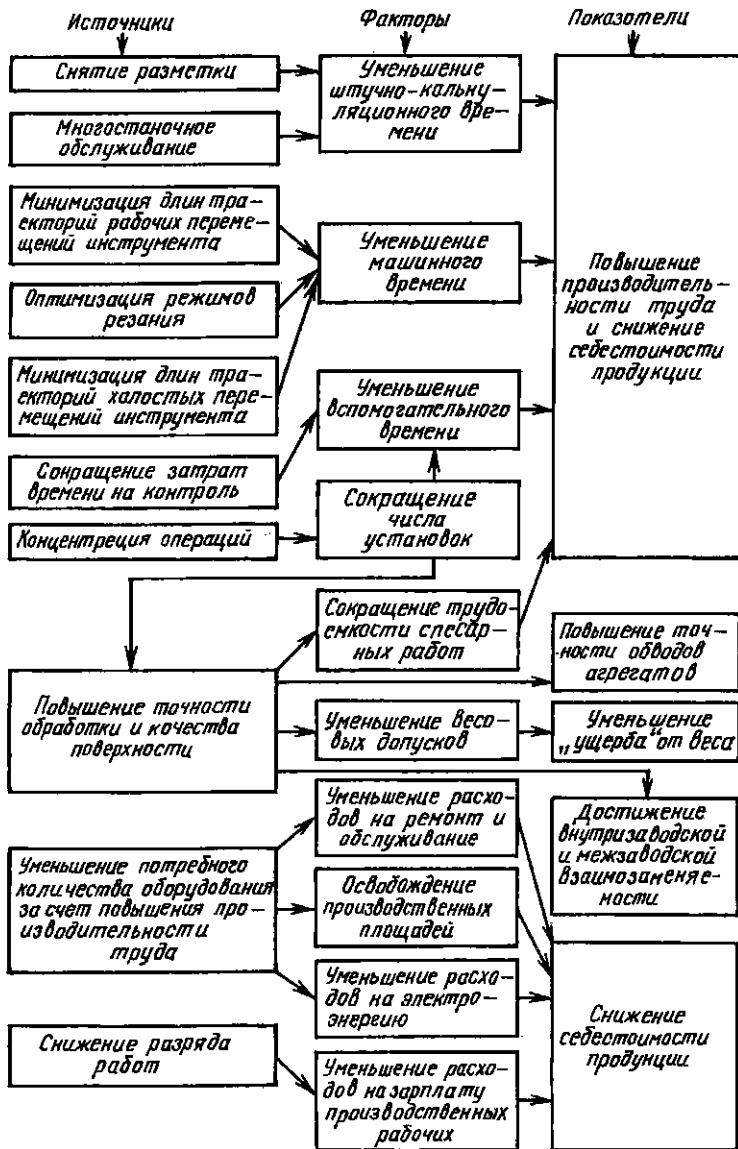 Источники
Факторы
Показатели
Снятие разметки
Многостаночное
обслуживание
Минимизация длин тра-
екторий рабочих переме-
щений инструмента
Оптимизация режимов
резания
Минимизация длин тра-
екторий халостых пере-
мещений инструмента
Сокращение затрат
времени на контроль
Концентреция операций
Повышение точности
обработки и качества
поверхности
Уменьшение потребного
количества оборудования
за счет повышения про-
изводительности
труда
Снижение разряда
работ
Уменьшение
штучно-кальку-
ляционного вре-
мени
Уменьшение
машинного
времени
Уменьшение
вспомогательного
времени
Сокращение
числа
установок
Сокращение трудо-
емкости слесар-
ных работ
Уменьшение весо-
вых допусков
Уменьшение расхо-
дов на ремонт и
обслуживание
Освобождение
производственных
площадей
Уменьшение расхо-
дов на электро-
энергию
Уменьшение расхо-
дов на зарплату
производственных
рабочих
Повышение
производитель-
ности труда
и снижение
себестоимости
продукции
Повышение точ-
ности обводов
агрегатов
Уменьшение
„ущерба“ от веса
Достижение
внутризаводской
и межзаводской
взаимозаменяе-
мости
Снижение
себестоимости
продукции